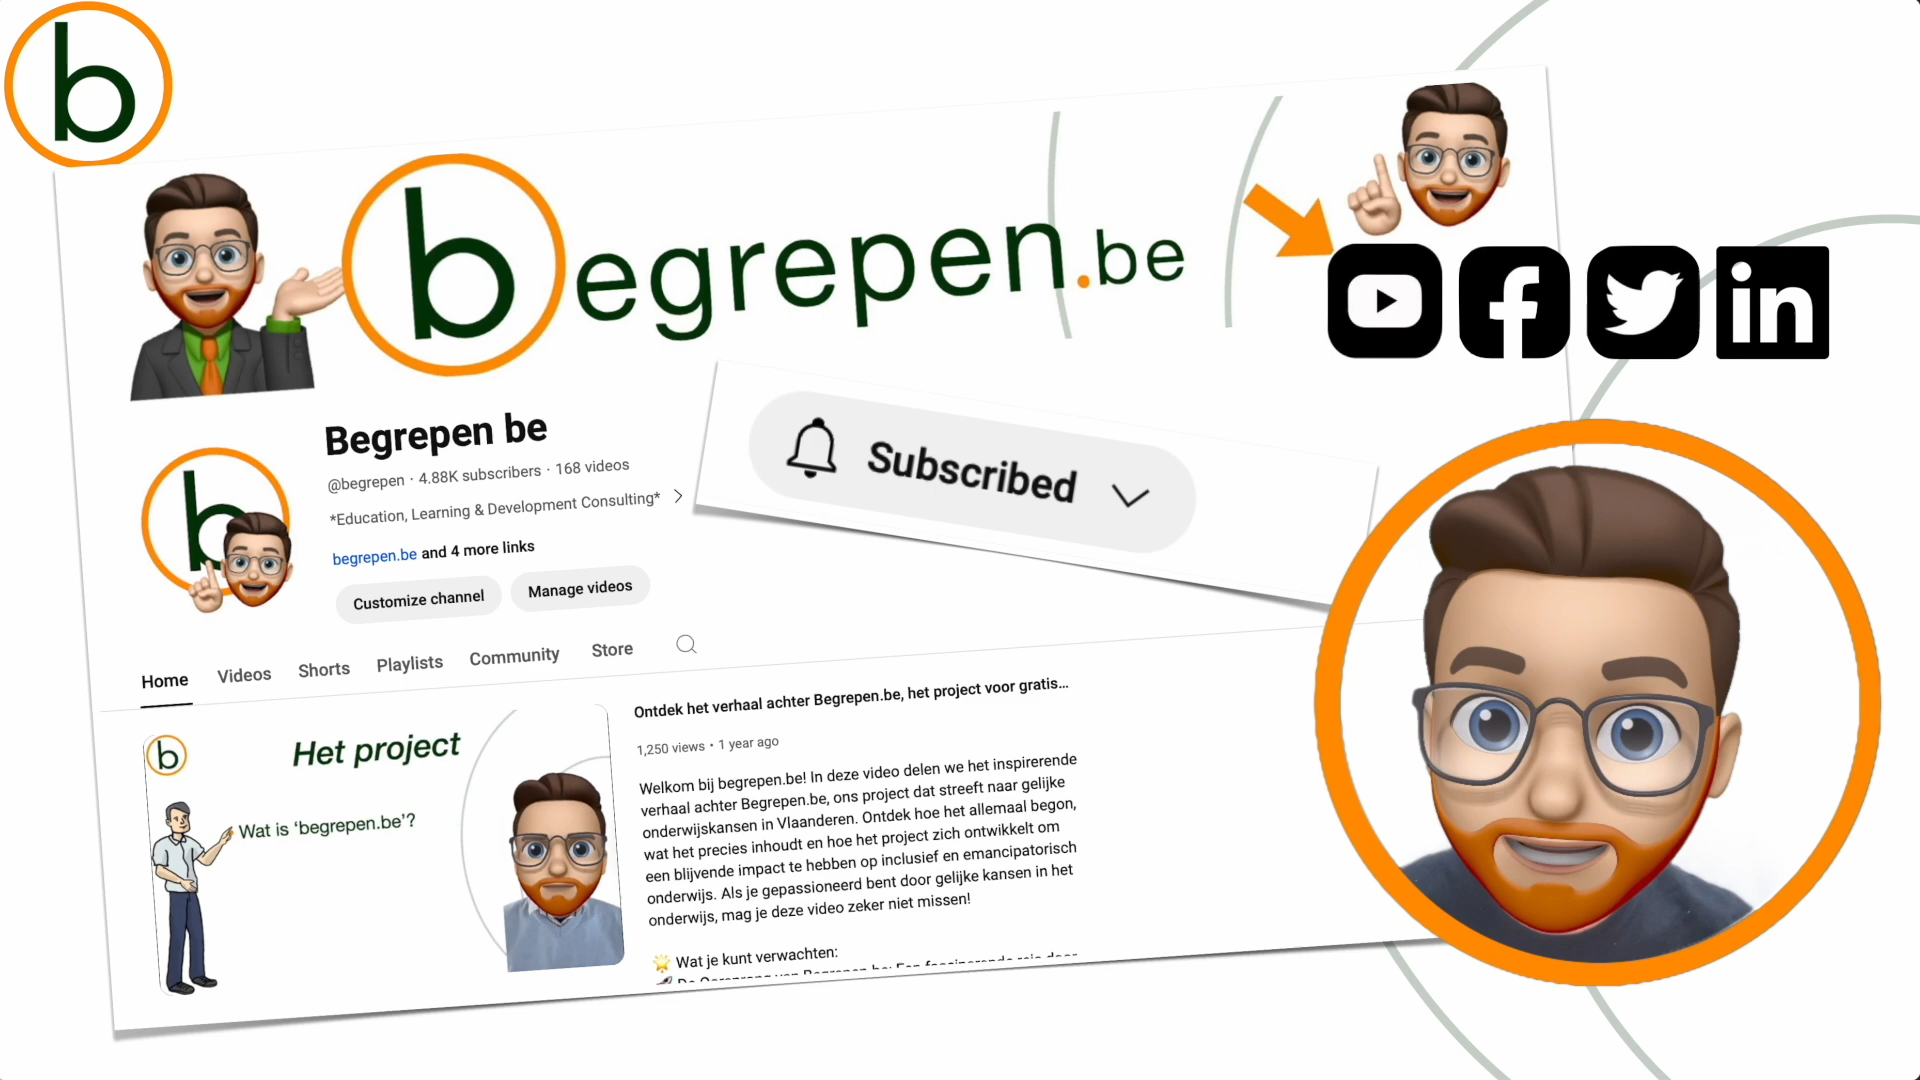 b
begrepen.be
in
Begrepen be
@begrepen · 4.88K subscribers · 168 videos
*Education, Learning & Development Consulting*
begrepen.be and 4 more links
Customize channel
Manage videos
Subscribed
Home
Videos
Shorts
Playlists
Community
Store
b
Het project
Wat is ‘begrepen.be’?
Ontdek het verhaal achter Begrepen.be, het project voor gratis...
1,250 views • 1 year ago
Welkom bij begrepen.be! In deze video delen we het inspirerende
verhaal achter Begrepen.be, ons project dat streeft naar gelijke
onderwijskansen in Vlaanderen. Ontdek hoe het allemaal begon,
wat het precies inhoudt en hoe het project zich ontwikkelt om
een blijvende impact te hebben op inclusief en emancipatorisch
onderwijs. Als je gepassioneerd bent door gelijke kansen in het
onderwijs, mag je deze video zeker niet missen!
Wat je kunt verwachten: